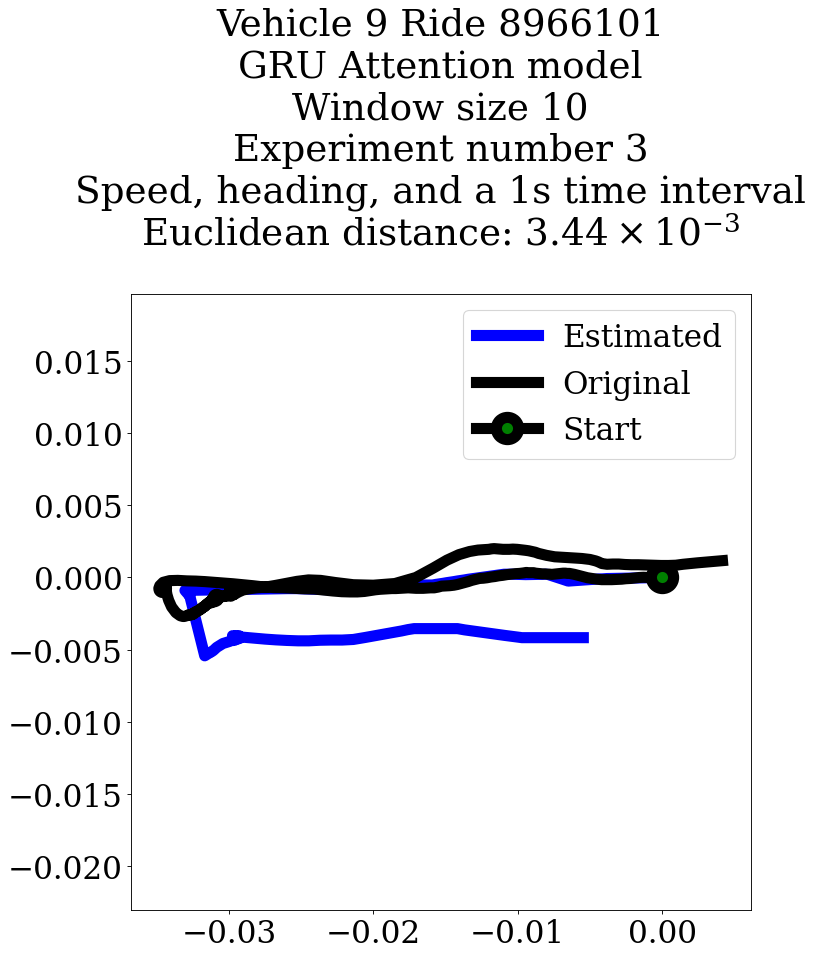 Vehicle 9 Ride 8966101
GRU Attention model
Window size 10
Experiment number 3
Speed, heading, and a 1s time interval
Euclidean distance: 3.44 × 10⁻³
Estimated
Original
Start
0.015
0.010
0.005
0.000
−0.005
−0.010
−0.015
−0.020
−0.03
−0.02
−0.01
0.00